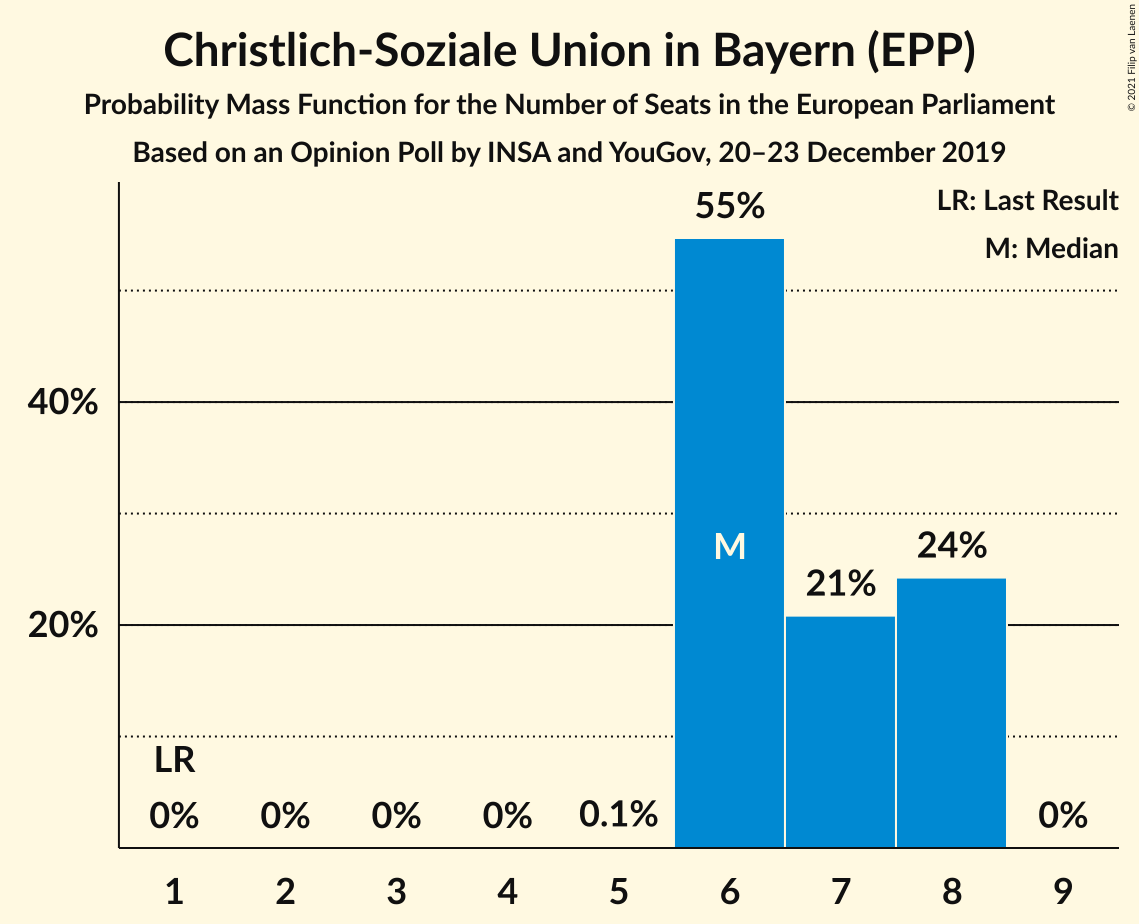 Christlich-Soziale Union in Bayern (EPP)
Probability Mass Function for the Number of Seats in the European Parliament
Based on an Opinion Poll by INSA and YouGov, 20–23 December 2019
© 2021 Filip van Laenen
LR: Last Result
M: Median
55%
40%
M
24%
21%
20%
LR
0% 0% 0% 0% 0.1% 0%
1 2 3 4 5 6 7 8 9